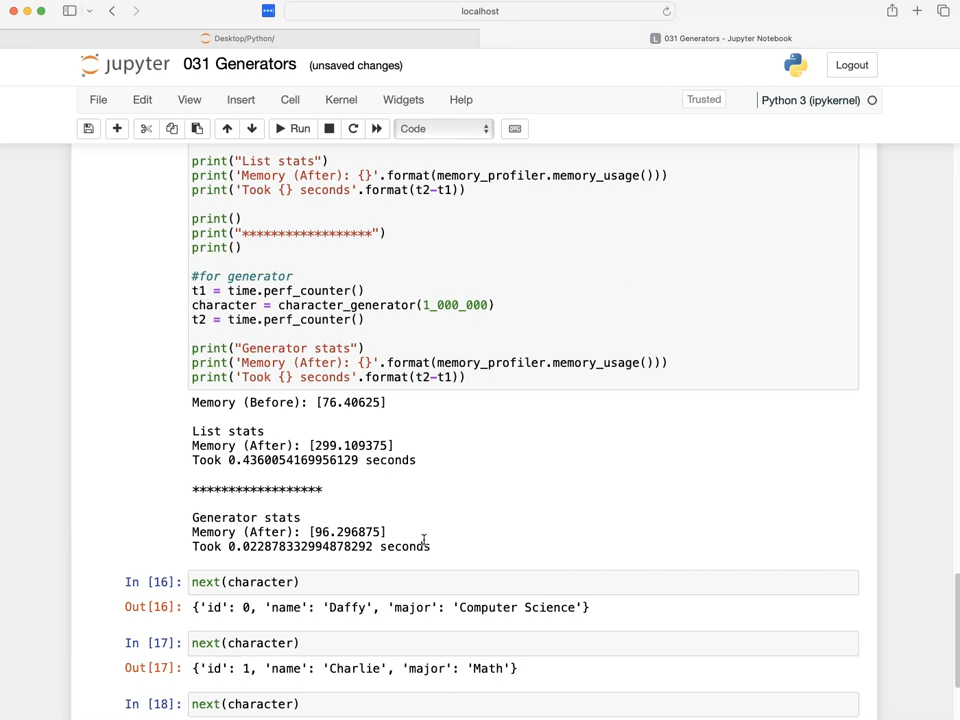 localhost
Desktop/Python/
L 031 Generators - Jupyter Notebook
jupyter 031 Generators (unsaved changes)
Logout
File Edit View Insert Cell Kernel Widgets Help
Trusted
Python 3 (ipykernel)
Run
Code
print("List stats")
print('Memory (After): {}'.format(memory_profiler.memory_usage()))
print('Took {} seconds'.format(t2-t1))
print()
print("******************")
print()
#for generator
t1 = time.perf_counter()
character = character_generator(1_000_000)
t2 = time.perf_counter()
print("Generator stats")
print('Memory (After): {}'.format(memory_profiler.memory_usage()))
print('Took {} seconds'.format(t2-t1))
Memory (Before): [76.40625]
List stats
Memory (After): [299.109375]
Took 0.4360054169956129 seconds
******************
Generator stats
Memory (After): [96.296875]
Took 0.022878332994878292 seconds
In [16]: next(character)
Out[16]: {'id': 0, 'name': 'Daffy', 'major': 'Computer Science'}
In [17]: next(character)
Out[17]: {'id': 1, 'name': 'Charlie', 'major': 'Math'}
In [18]: next(character)